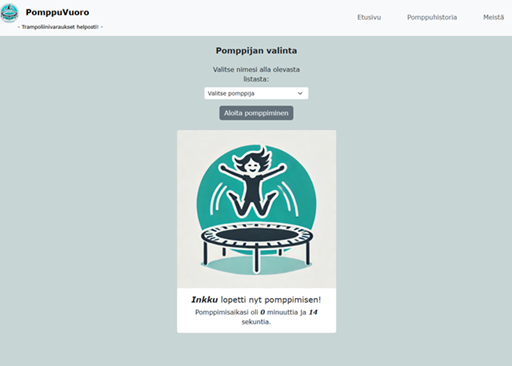 PomppuVuoro
- Trampoliinivaraukset helposti! -
Etusivu
Pomppuhistoria
Meistä
Pomppijan valinta
Valitse nimesi alla olevasta
listasta:
Valitse pomppija
Aloita pomppiminen
Inkku lopetti nyt pomppimisen!
Pomppimisaikasi oli 0 minuuttia ja 14
sekuntia.